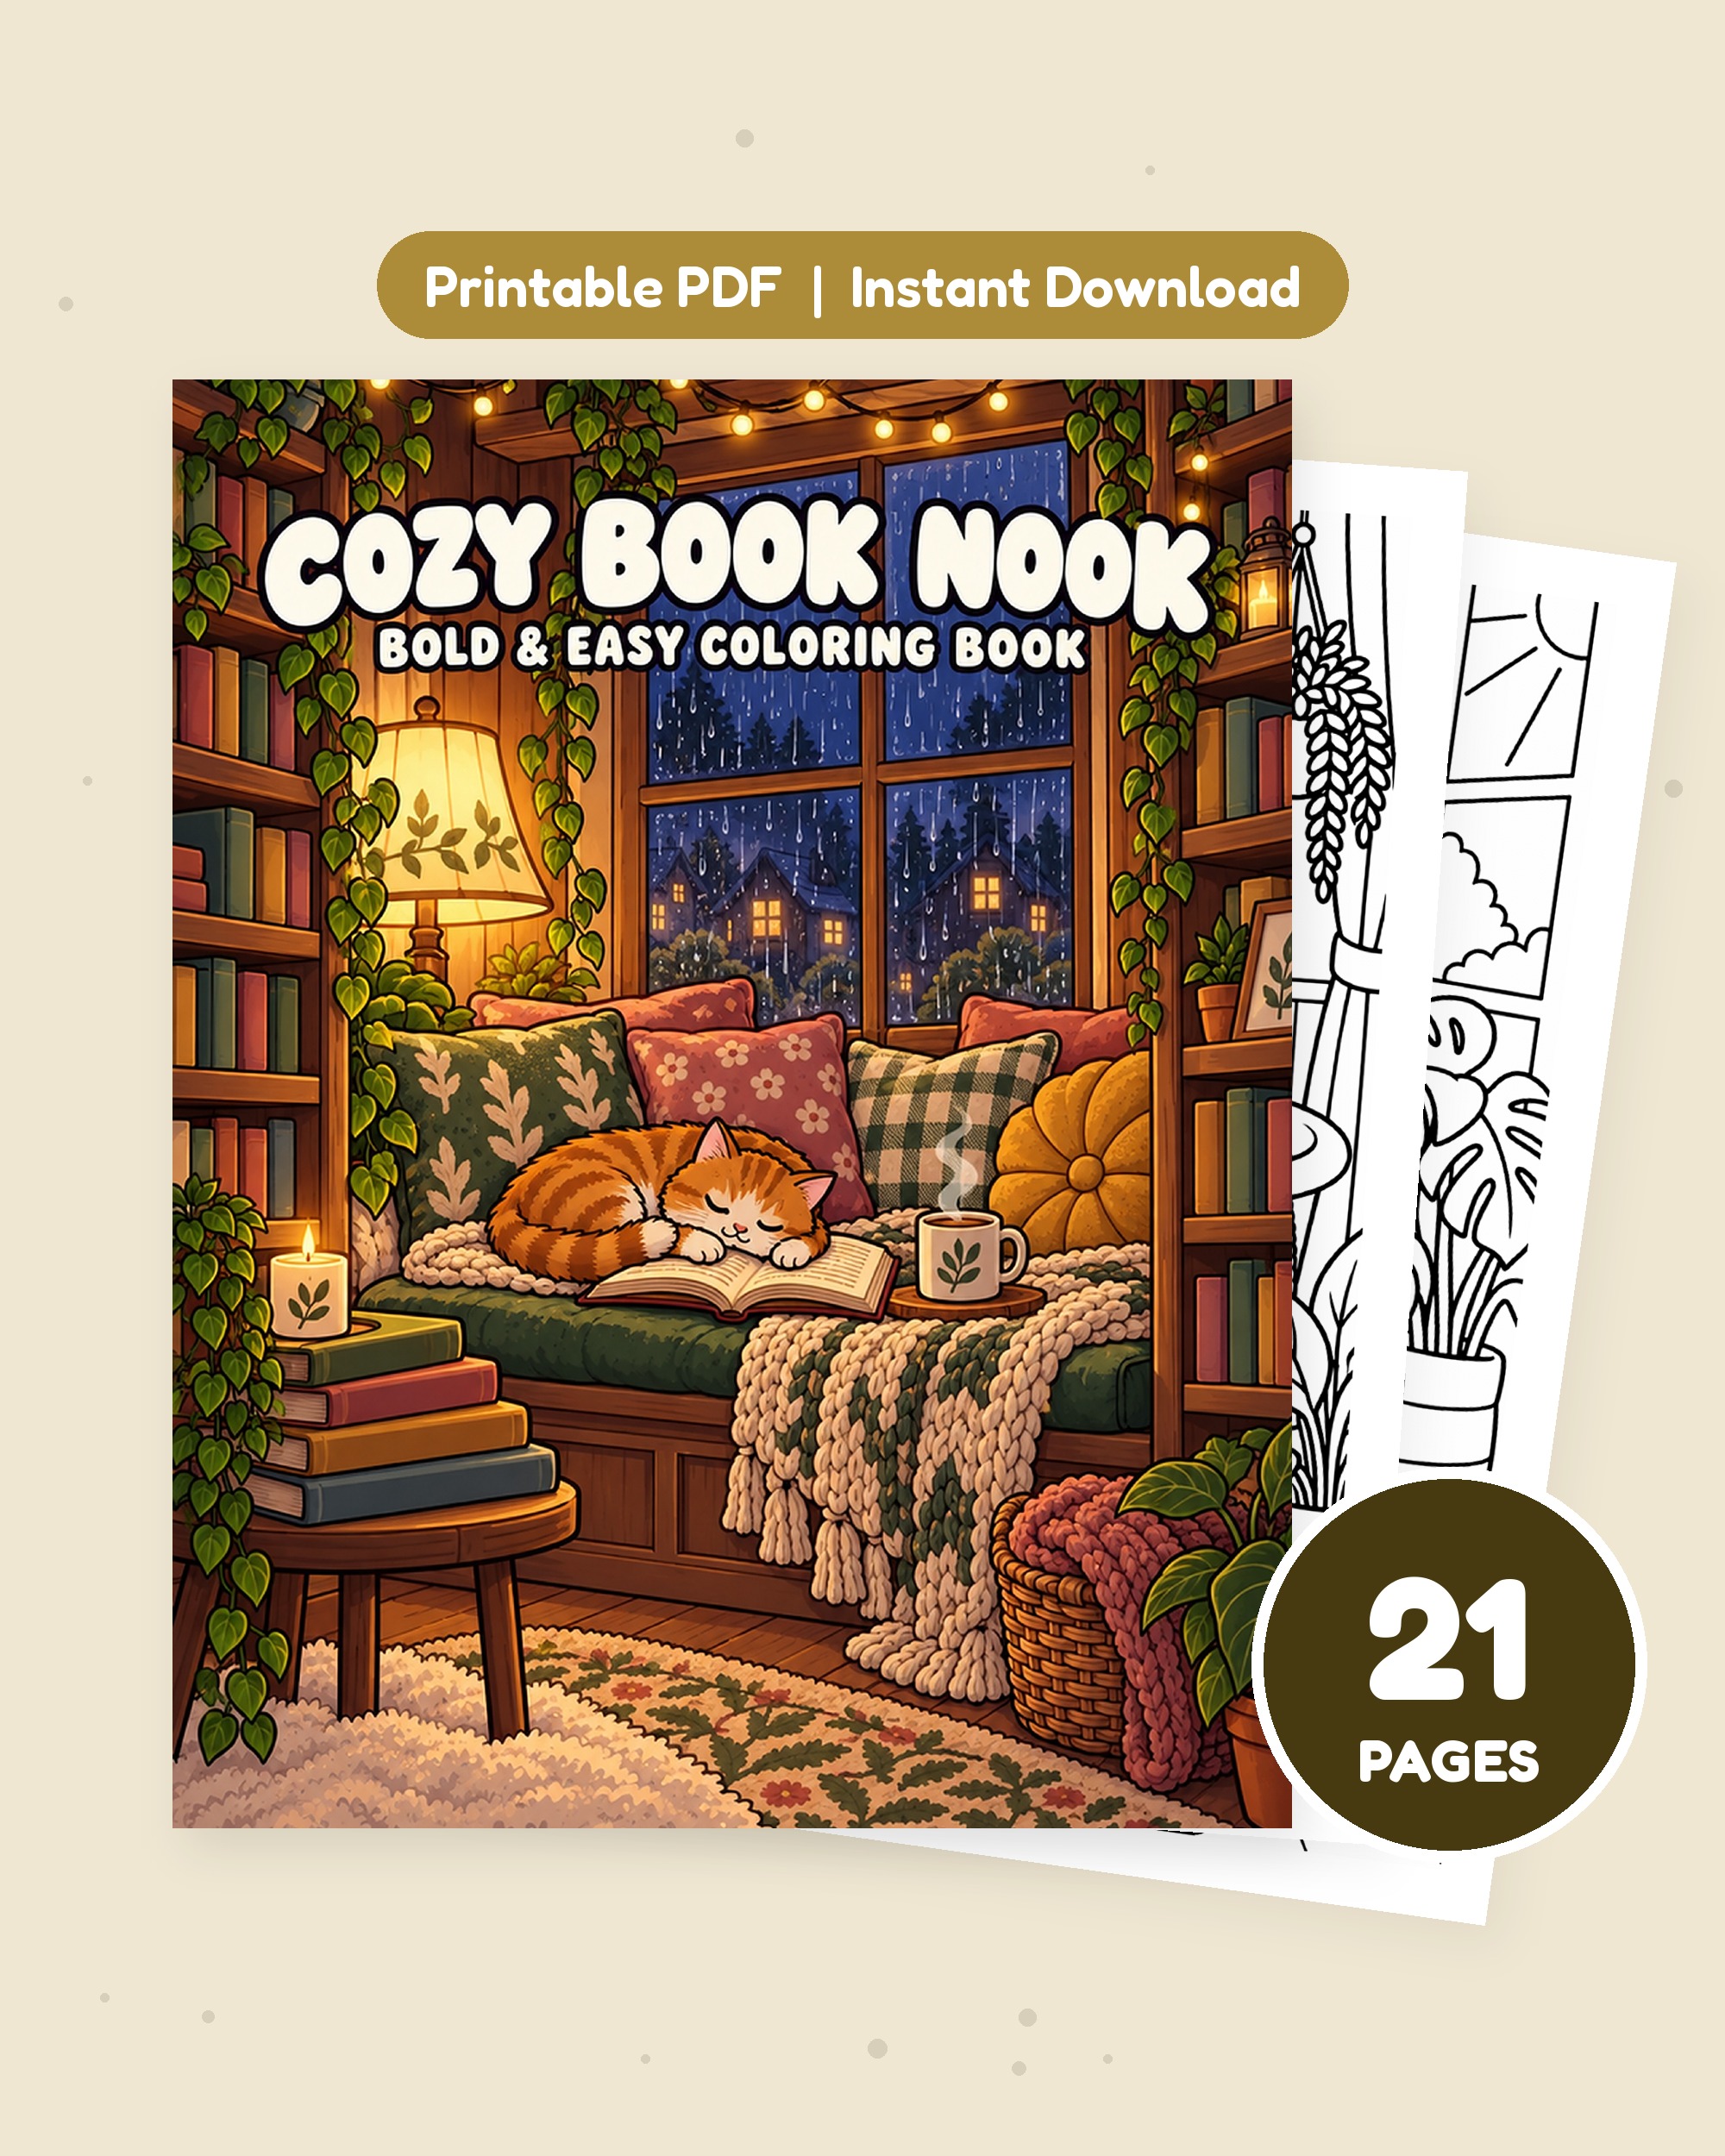 Printable PDF | Instant Download
COZY BOOK NOOK
BOLD & EASY COLORING BOOK
21
PAGES